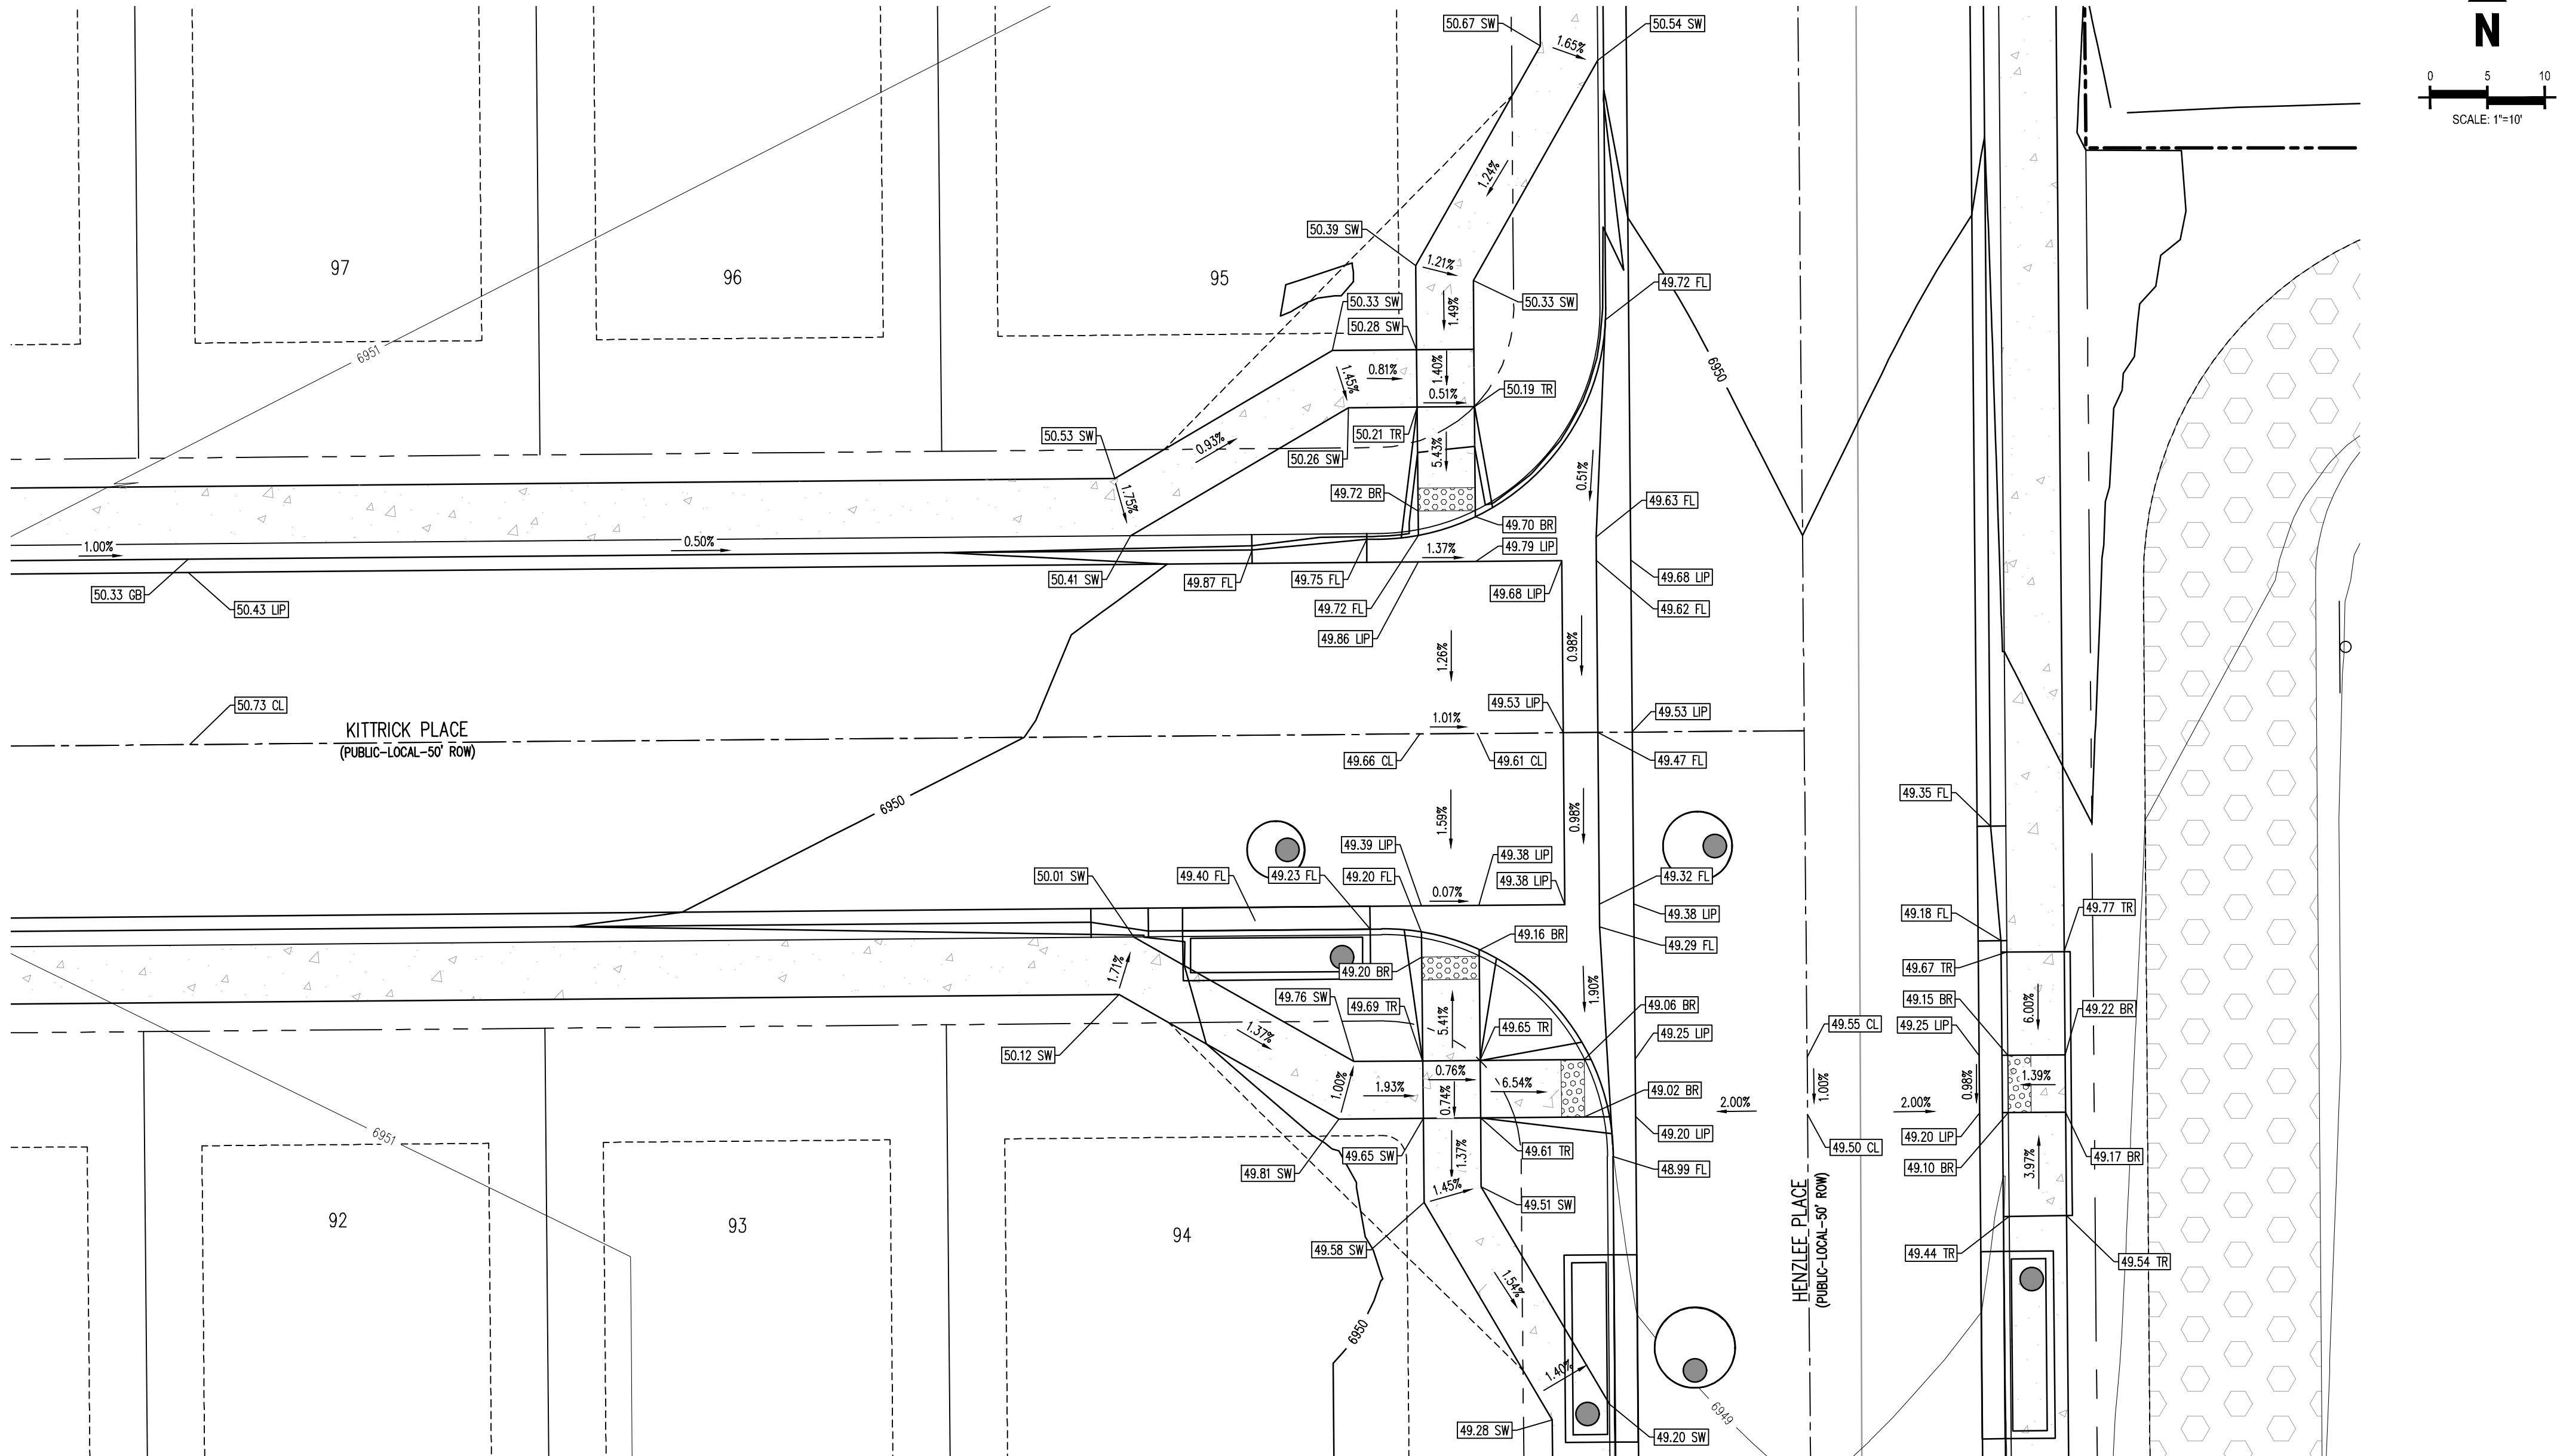 N
0 5 10
SCALE: 1"=10'
50.67 SW
50.54 SW
1.65%
1.24%
50.39 SW
1.21%
97
96
95
49.72 FL
50.33 SW
50.33 SW
1.49%
50.28 SW
6951
6950
1.45%
0.81%
1.40%
0.51%
50.19 TR
50.53 SW
0.93%
50.21 TR
50.26 SW
5.43%
0.51%
49.72 BR
49.63 FL
1.75%
49.70 BR
1.00%
0.50%
1.37%
49.79 LIP
50.33 GB
50.43 LIP
50.41 SW
49.87 FL
49.75 FL
49.68 LIP
49.68 LIP
49.72 FL
49.62 FL
49.86 LIP
1.26%
0.98%
50.73 CL
49.53 LIP
49.53 LIP
KITTRICK PLACE
(PUBLIC-LOCAL-50' ROW)
1.01%
49.66 CL
49.61 CL
49.47 FL
6950
1.59%
0.98%
49.35 FL
49.39 LIP
49.38 LIP
50.01 SW
49.40 FL
49.23 FL
49.20 FL
49.38 LIP
49.32 FL
0.07%
49.38 LIP
49.18 FL
49.77 TR
49.16 BR
49.29 FL
1.71%
49.20 BR
49.67 TR
1.90%
49.76 SW
49.69 TR
49.06 BR
49.15 BR
6.00%
49.22 BR
5.41%
49.65 TR
1.37%
49.25 LIP
49.55 CL
49.25 LIP
50.12 SW
1.00%
1.93%
0.76%
6.54%
0.74%
49.02 BR
1.00%
0.98%
1.39%
2.00%
2.00%
49.20 LIP
49.20 LIP
6951
49.65 SW
1.37%
49.61 TR
49.50 CL
49.10 BR
3.97%
49.17 BR
49.81 SW
48.99 FL
1.45%
49.51 SW
92
93
94
HENZLEE PLACE
(PUBLIC-LOCAL-50' ROW)
49.58 SW
49.44 TR
49.54 TR
1.54%
6950
1.40%
49.28 SW
49.20 SW
6949